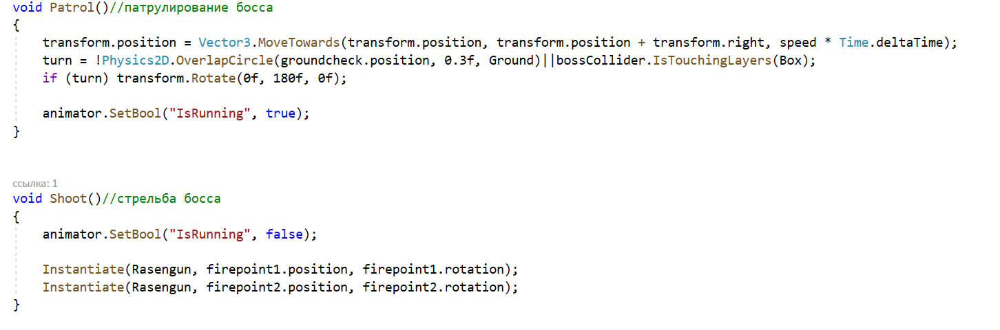 void Patrol()//патрулирование босса
{
transform.position = Vector3.MoveTowards(transform.position, transform.position + transform.right, speed * Time.deltaTime);
turn = !Physics2D.OverlapCircle(groundcheck.position, 0.3f, Ground)||bossCollider.IsTouchingLayers(Box);
if (turn) transform.Rotate(0f, 180f, 0f);
animator.SetBool("IsRunning", true);
}
ссылка: 1
void Shoot()//стрельба босса
{
animator.SetBool("IsRunning", false);
Instantiate(Rasengun, firepoint1.position, firepoint1.rotation);
Instantiate(Rasengun, firepoint2.position, firepoint2.rotation);
}